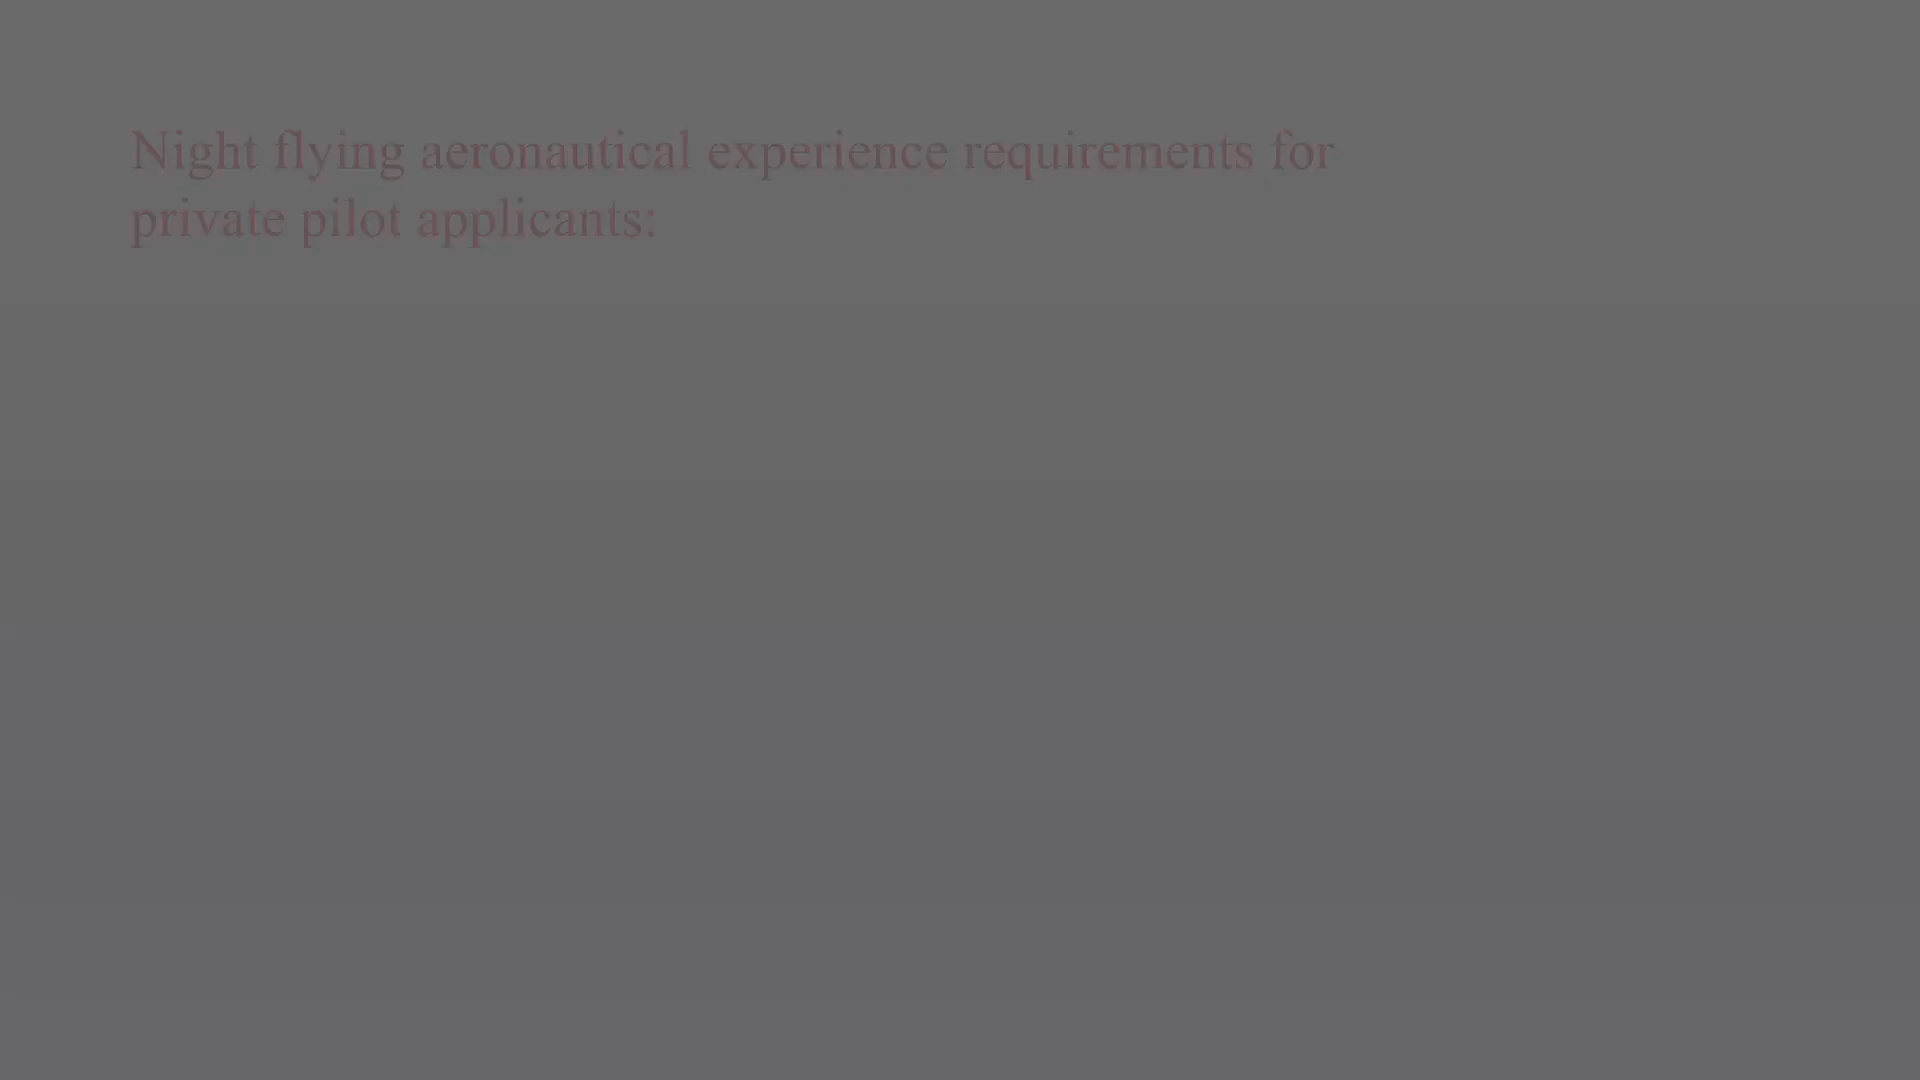 Night flying aeronautical experience requirements for
private pilot applicants: